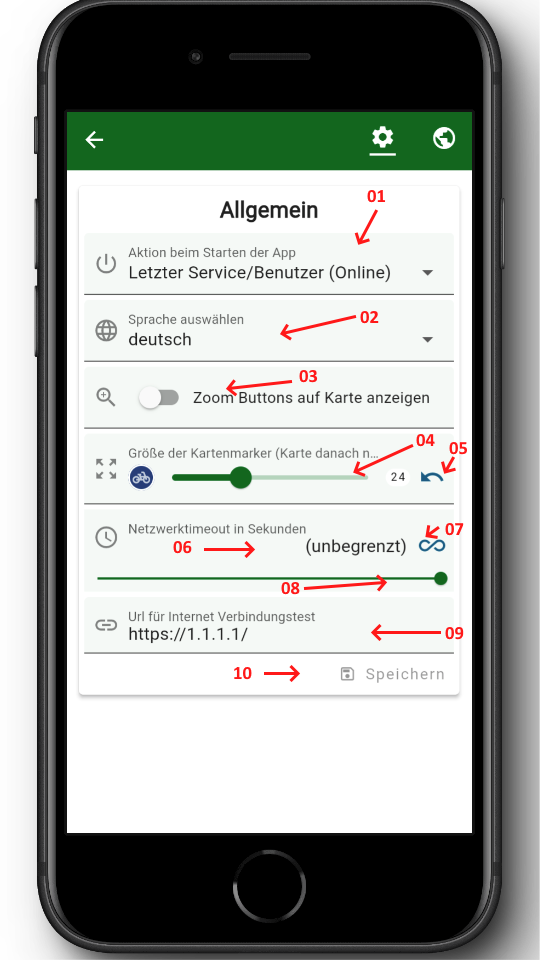 Allgemein
01
Aktion beim Starten der App
Letzter Service/Benutzer (Online)
Sprache auswählen
02
deutsch
03
Zoom Buttons auf Karte anzeigen
04
05
Größe der Kartenmarker (Karte danach n...
24
Netzwerktimeout in Sekunden
07
06
(unbegrenzt)
08
Url für Internet Verbindungstest
https://1.1.1.1/
09
10
Speichern